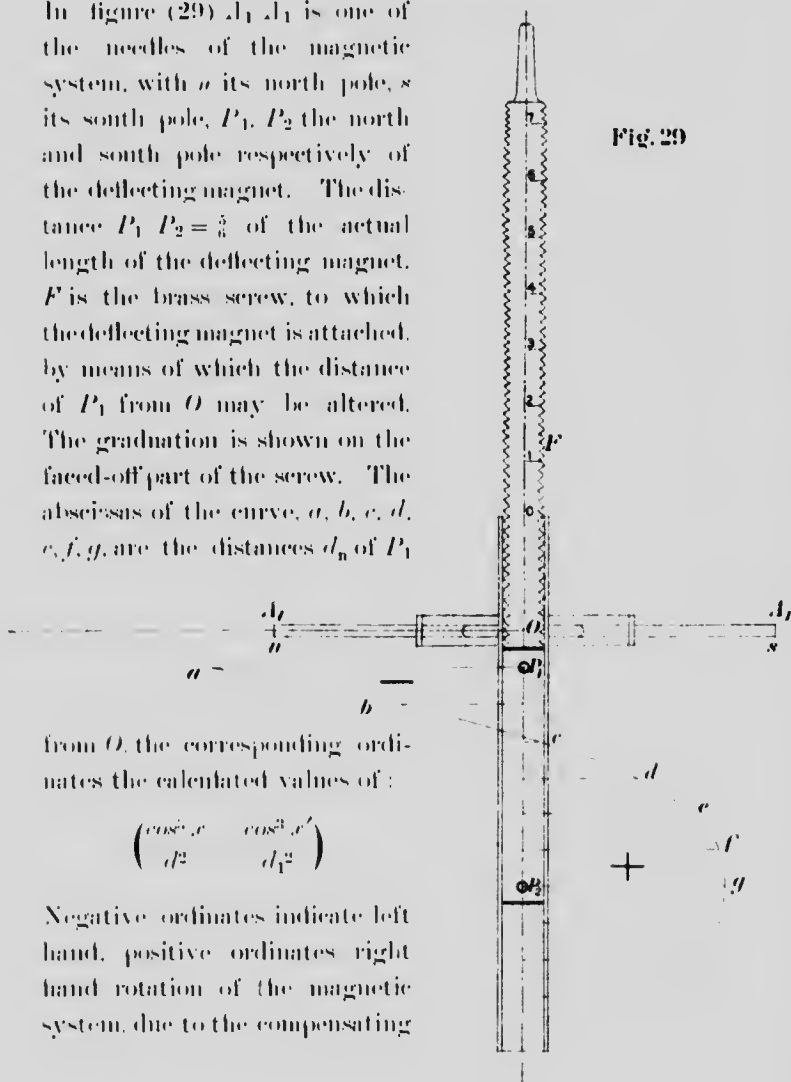 In figure (29) A₁ A₁ is one of
the needles of the magnetic
system, with n its north pole, s
its south pole, P₁, P₂ the north
and south pole respectively of
the deflecting magnet. The dis-
tance P₁ P₂ = of the actual
length of the deflecting magnet.
F is the brass screw, to which
the deflecting magnet is attached,
by means of which the distance
of P₁ from O may be altered.
The graduation is shown on the
faced-off part of the screw. The
abscissas of the curve, a, b, c, d,
e, f, g, are the distances dₙ of P₁
Fig. 29
7
6
5
4
3
2
F
1
0
A₁ O A₁
n s
a P₁
b
c
from O, the corresponding ordi-
nates the calculated values of :
d
e
(cos³ x cos³ x′
d² d₁²)
f
P₂ g
Negative ordinates indicate left
hand, positive ordinates right
hand rotation of the magnetic
system, due to the compensating